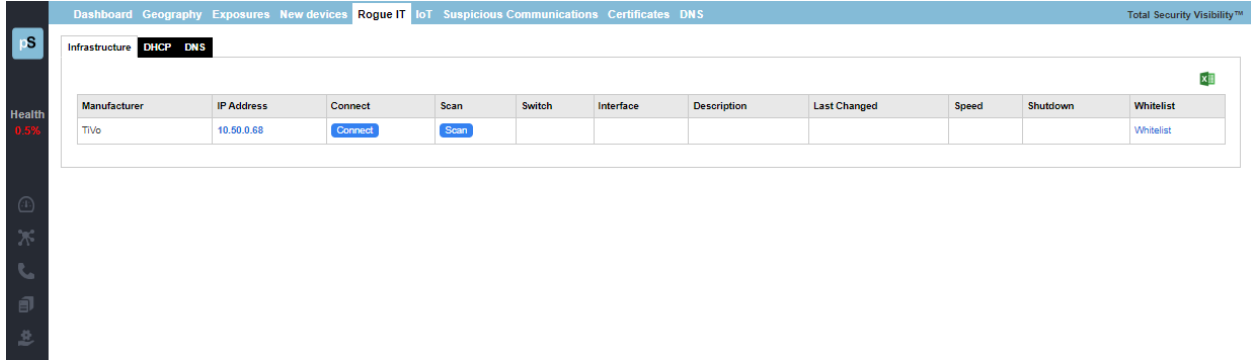 Dashboard Geography Exposures New devices Rogue IT IoT Suspicious Communications Certificates DNS Total Security Visibility™
pS
Infrastructure DHCP DNS
Health
0.5%
Manufacturer IP Address Connect Scan Switch Interface Description Last Changed Speed Shutdown Whitelist
TiVo 10.50.0.68 Connect Scan Whitelist